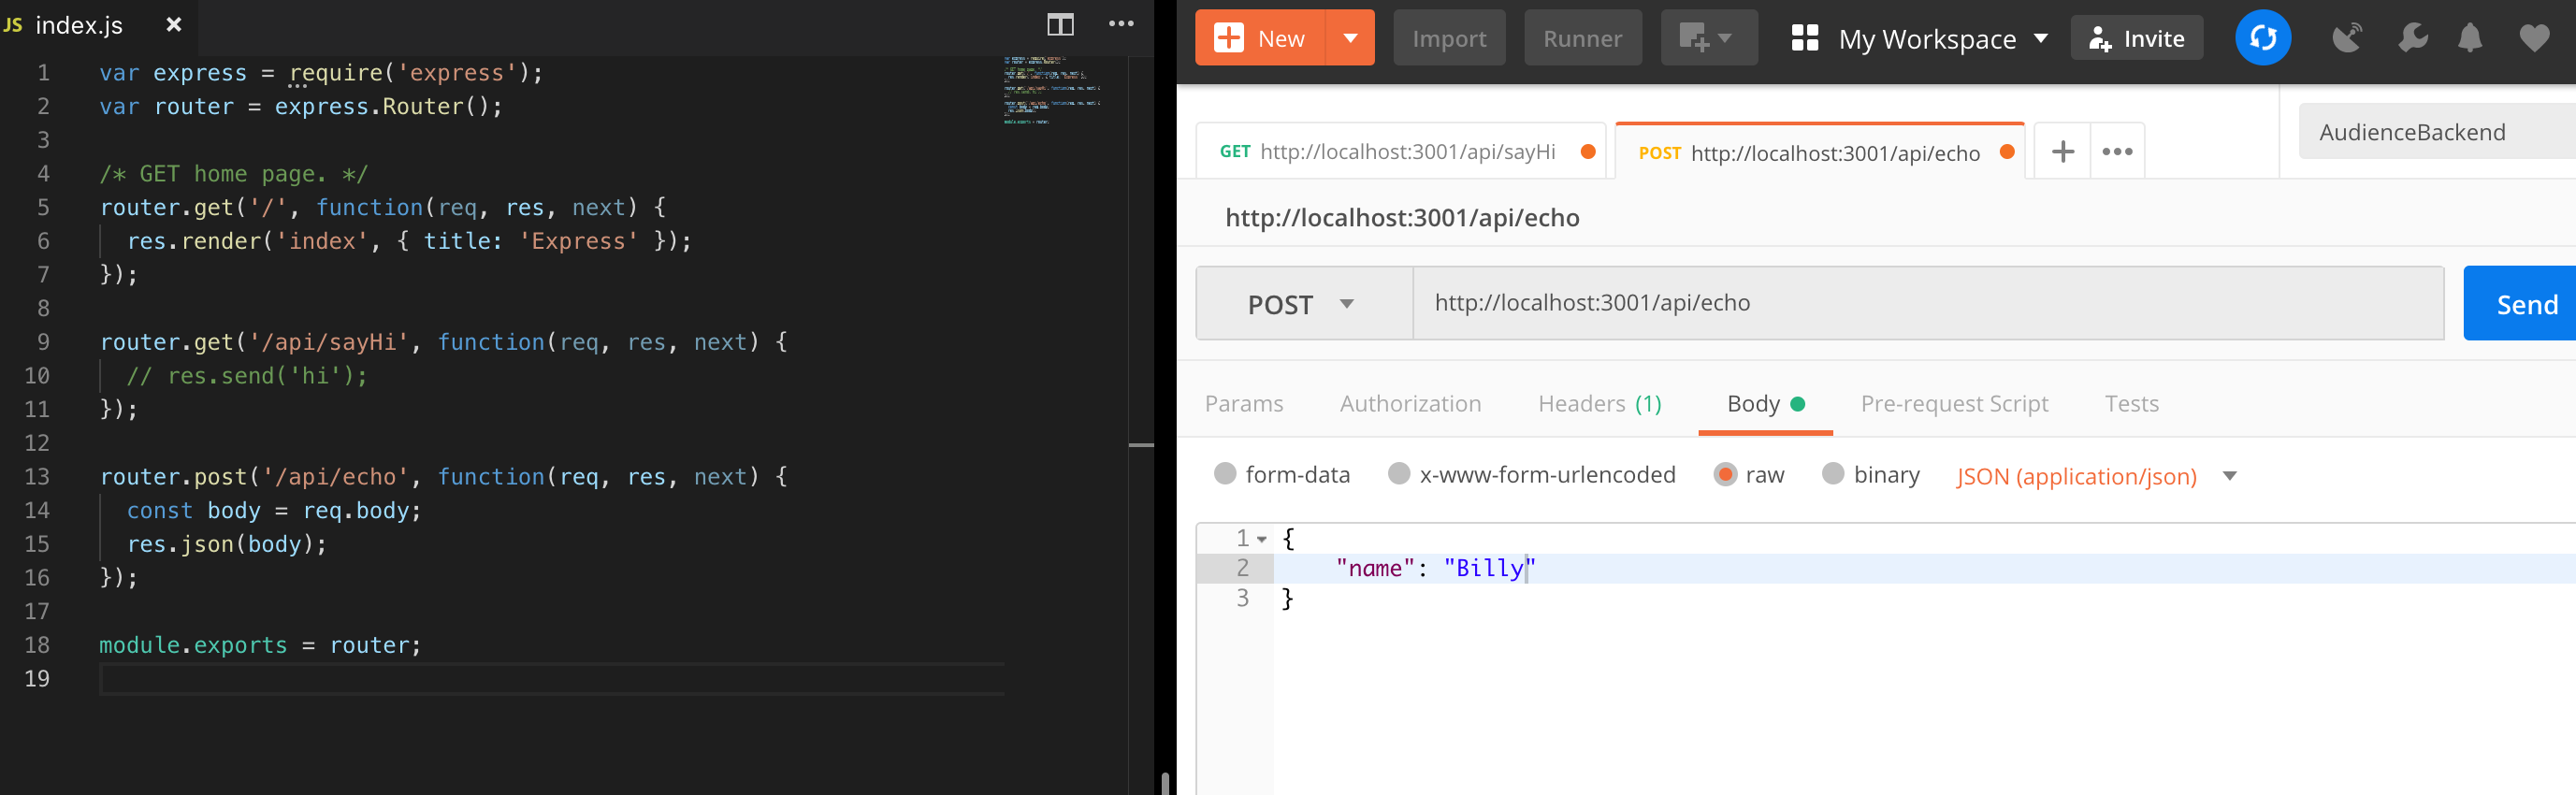 JS index.js ×
1 var express = require('express');
2 var router = express.Router();
3
4 /* GET home page. */
5 router.get('/', function(req, res, next) {
6 res.render('index', { title: 'Express' });
7 });
8
9 router.get('/api/sayHi', function(req, res, next) {
10 // res.send('hi');
11 });
12
13 router.post('/api/echo', function(req, res, next) {
14 const body = req.body;
15 res.json(body);
16 });
17
18 module.exports = router;
19
New Import Runner My Workspace Invite
GET http://localhost:3001/api/sayHi POST http://localhost:3001/api/echo AudienceBackend
http://localhost:3001/api/echo
POST http://localhost:3001/api/echo Send
Params Authorization Headers (1) Body Pre-request Script Tests
form-data x-www-form-urlencoded raw binary JSON (application/json)
1 {
2 "name": "Billy"
3 }